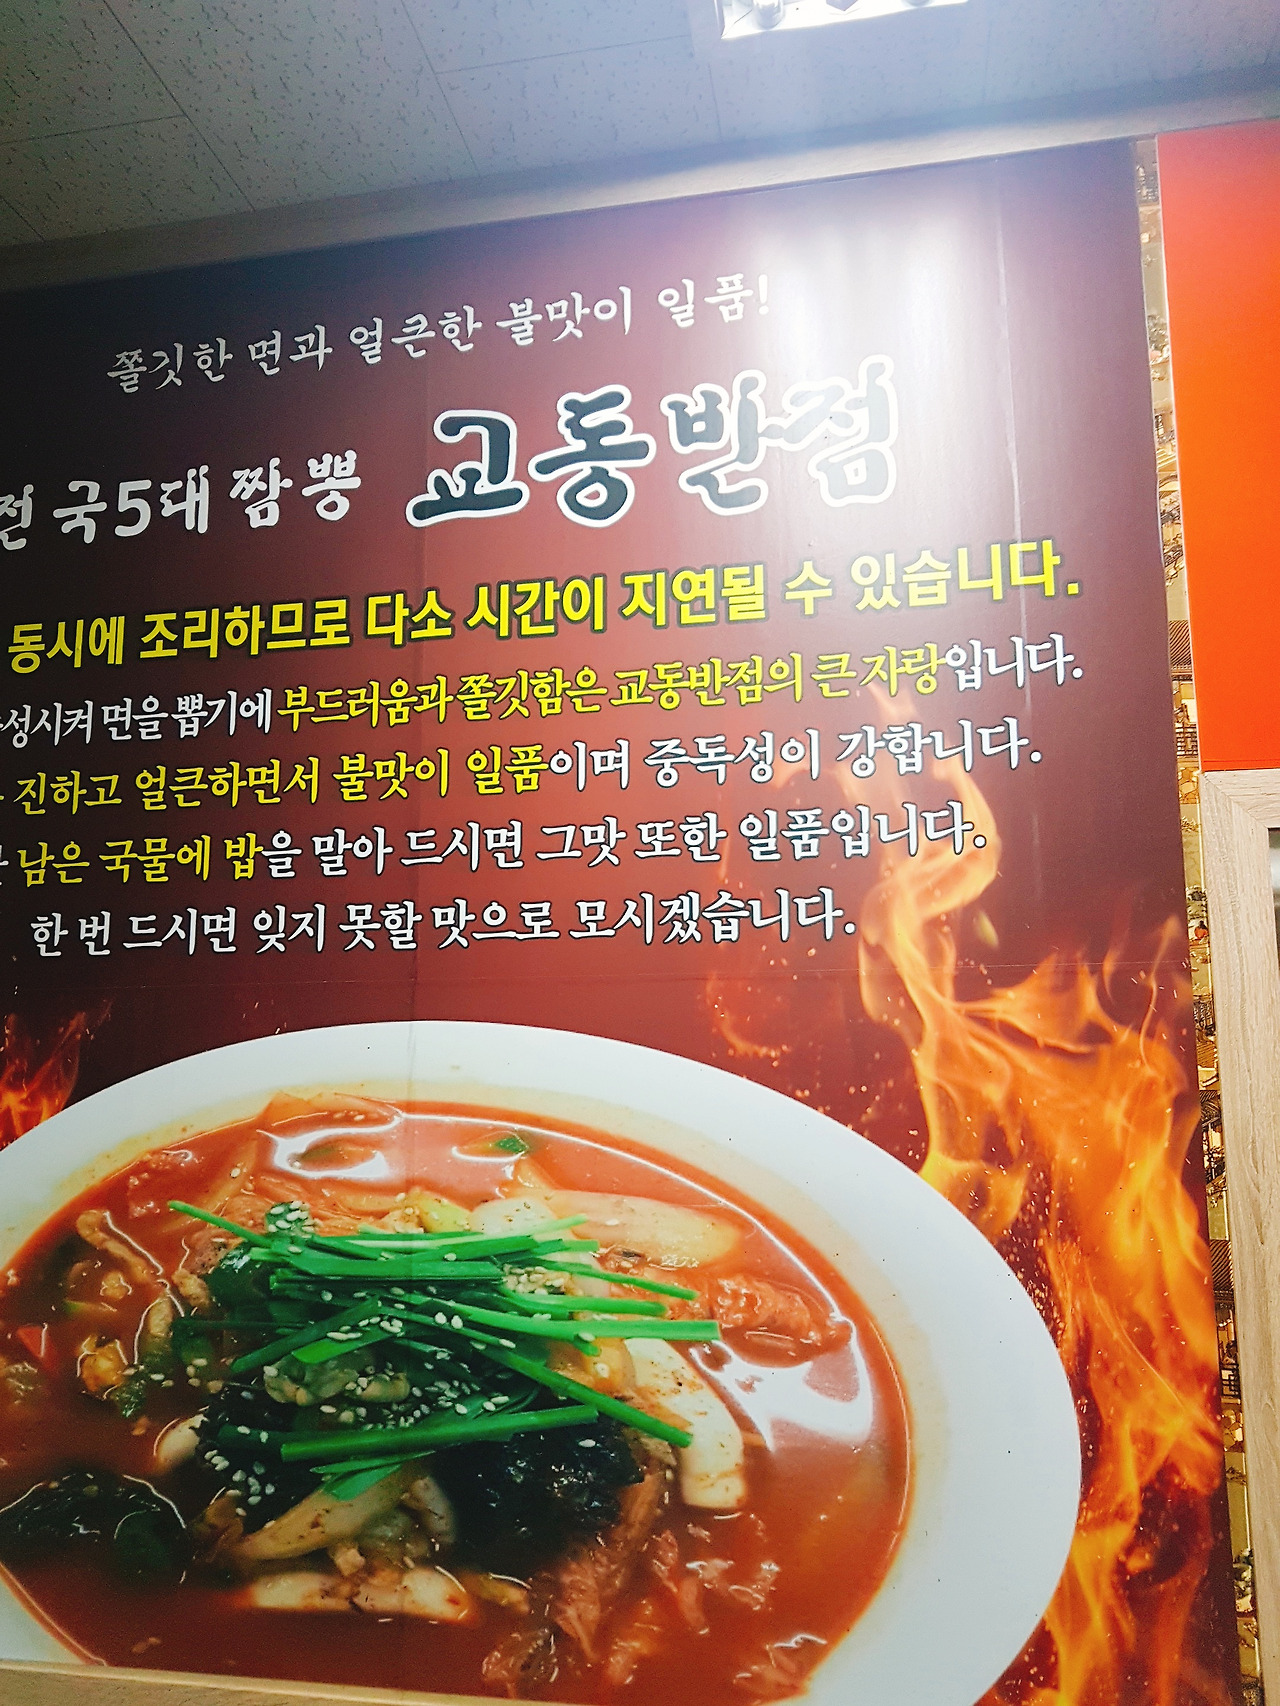 쫄깃한 면과 얼큰한 불맛이 일품!
전국5대 짬뽕 교동반점
동시에 조리하므로 다소 시간이 지연될 수 있습니다.
성시켜 면을 뽑기에 부드러움과 쫄깃함은 교동반점의 큰 자랑입니다.
진하고 얼큰하면서 불맛이 일품이며 중독성이 강합니다.
남은 국물에 밥을 말아 드시면 그맛 또한 일품입니다.
한 번 드시면 잊지 못할 맛으로 모시겠습니다.